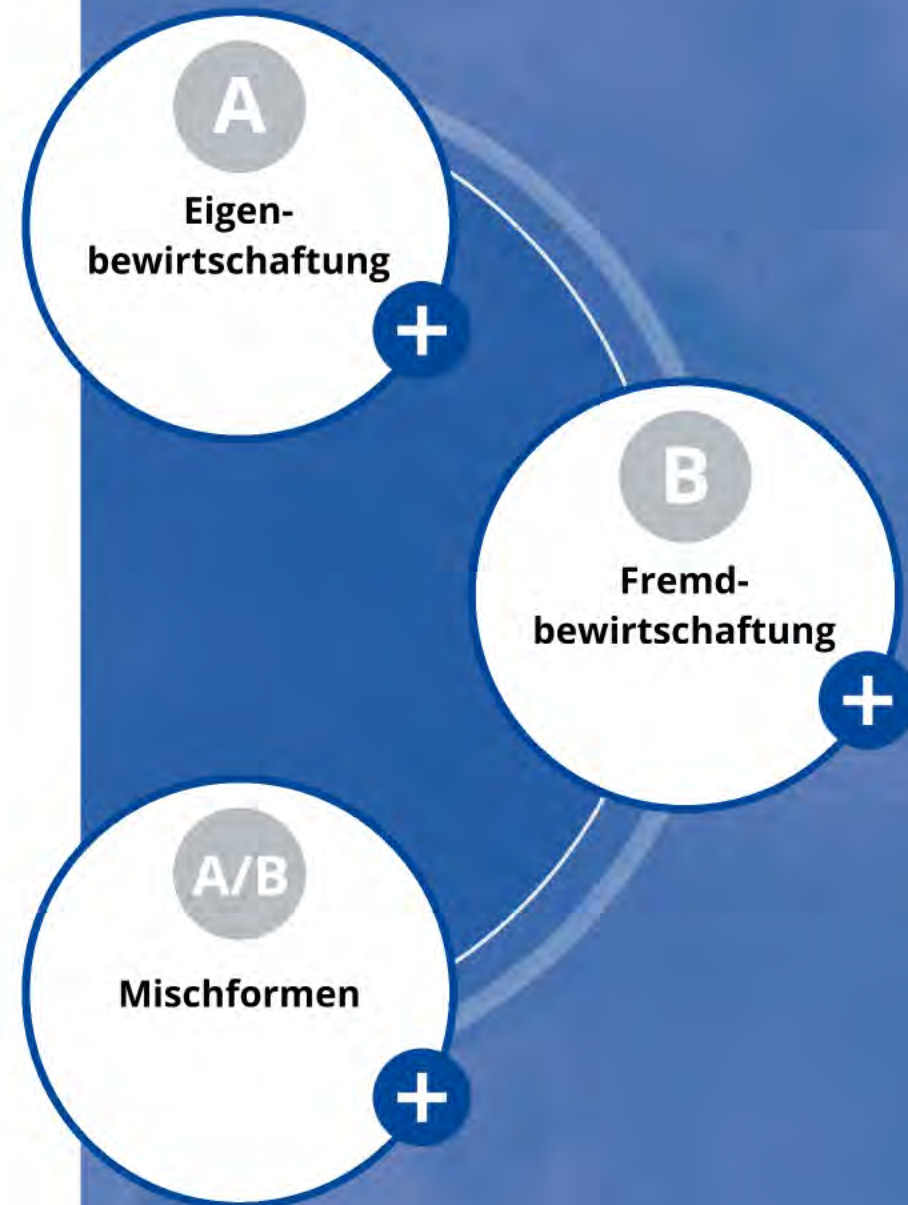 A
Eigen-
bewirtschaftung
+
B
Fremd-
bewirtschaftung
+
A/B
Mischformen
+